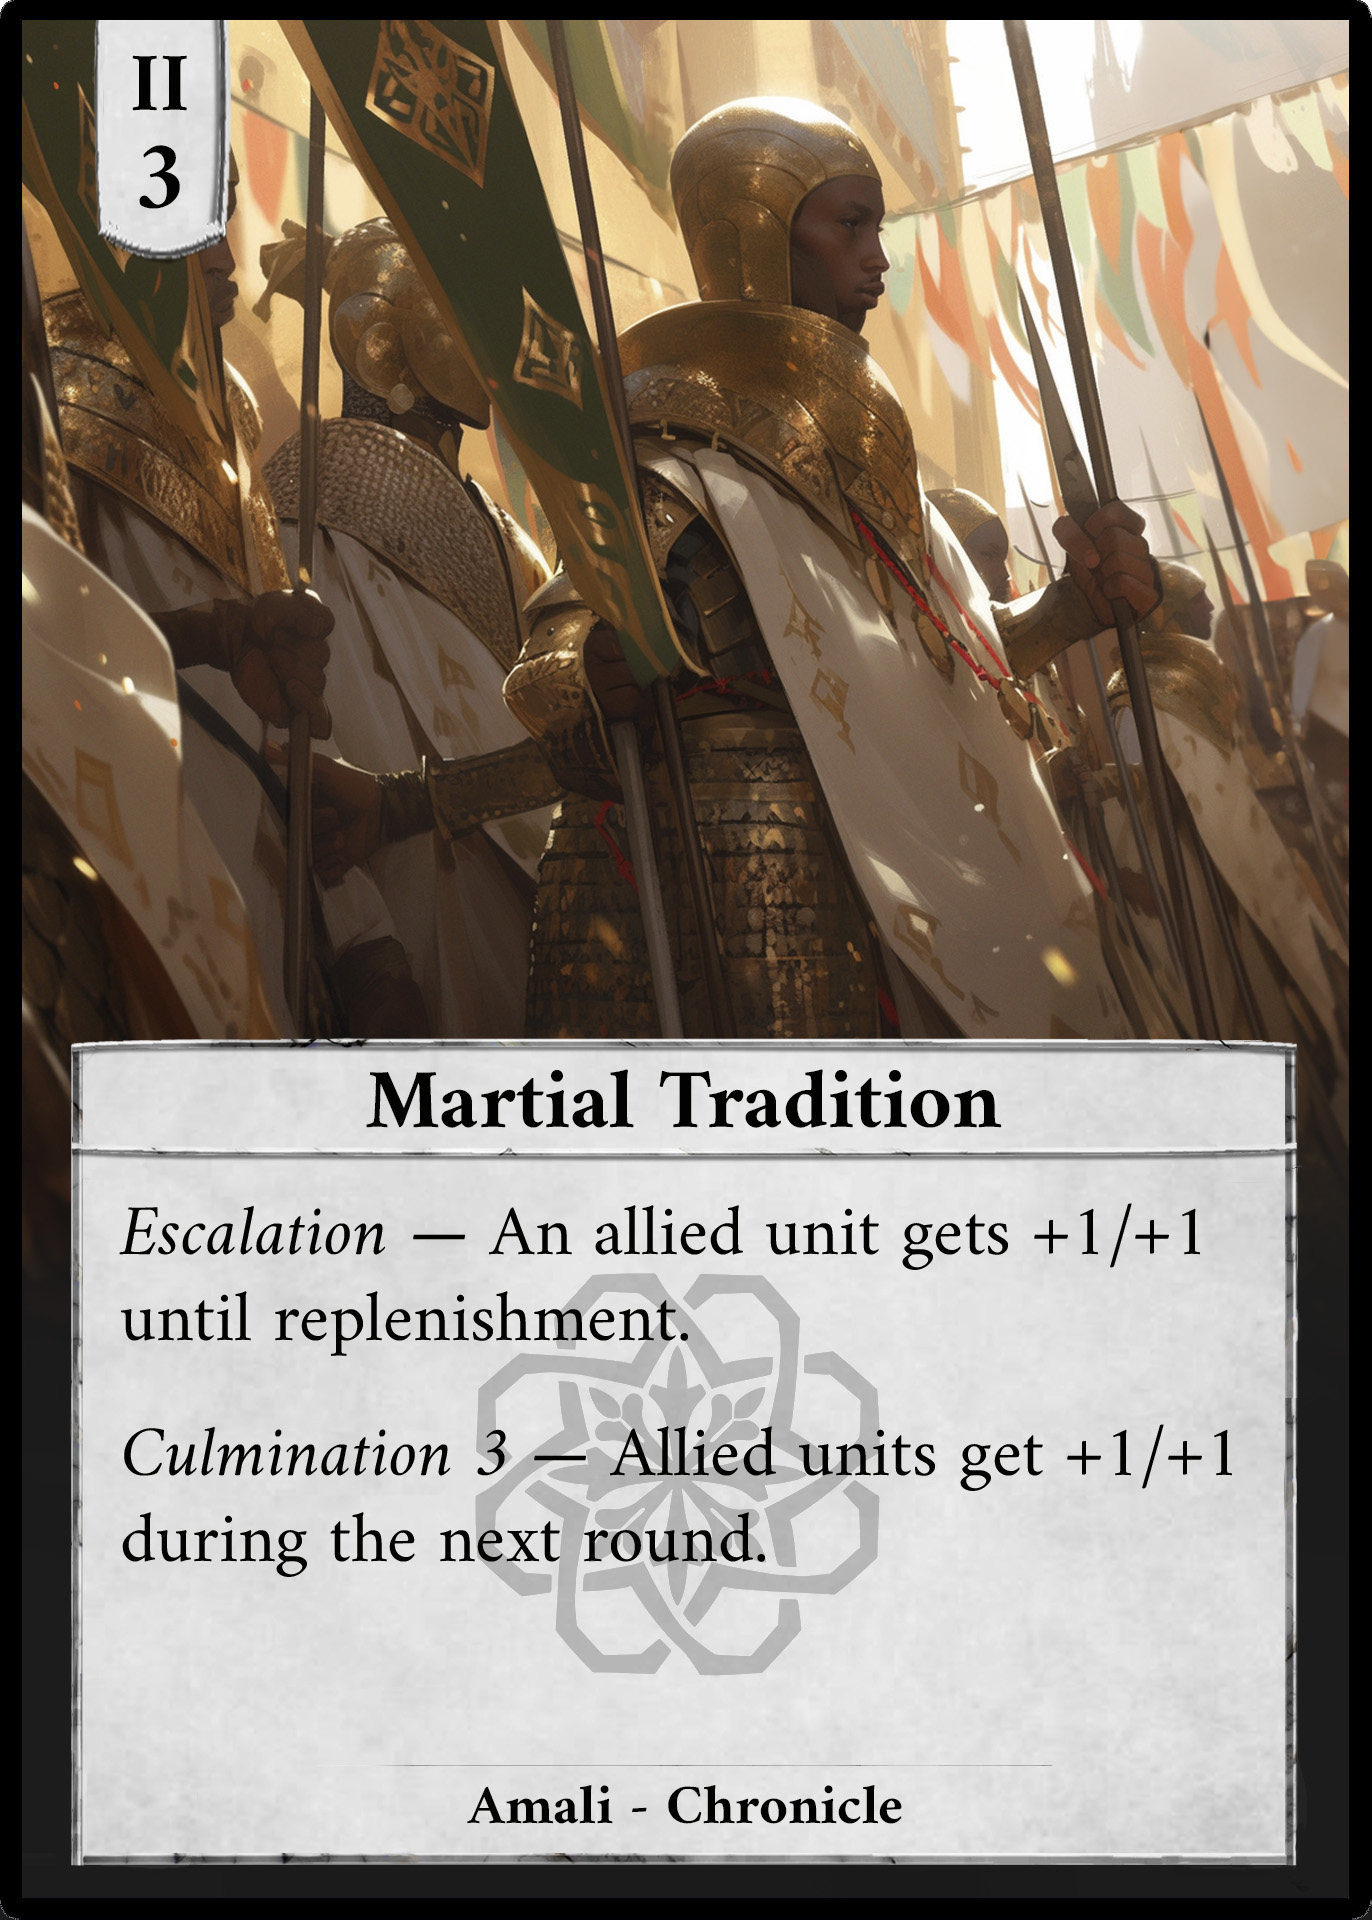 II
3
Martial Tradition
Escalation — An allied unit gets +1/+1
until replenishment.
Culmination 3 — Allied units get +1/+1
during the next round.
Amali - Chronicle